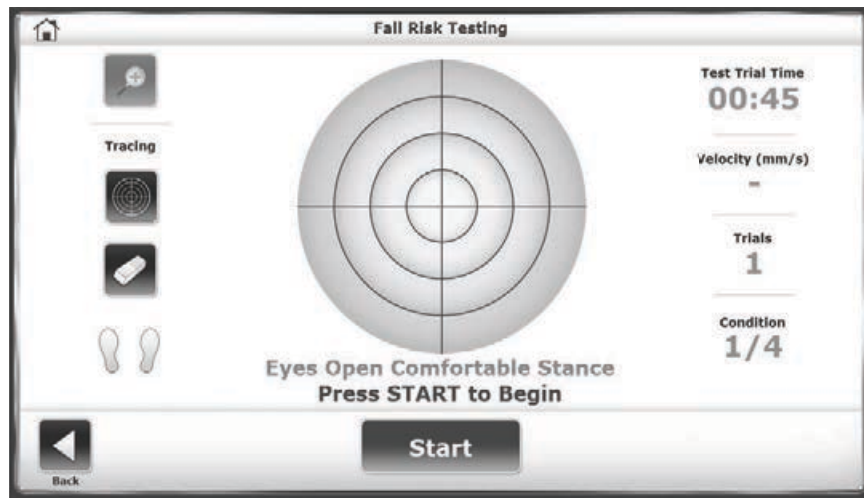 Fall Risk Testing
Tracing
Test Trial Time
00:45
Velocity (mm/s)
-
Trials
1
Condition
1/4
Eyes Open Comfortable Stance
Press START to Begin
Back
Start